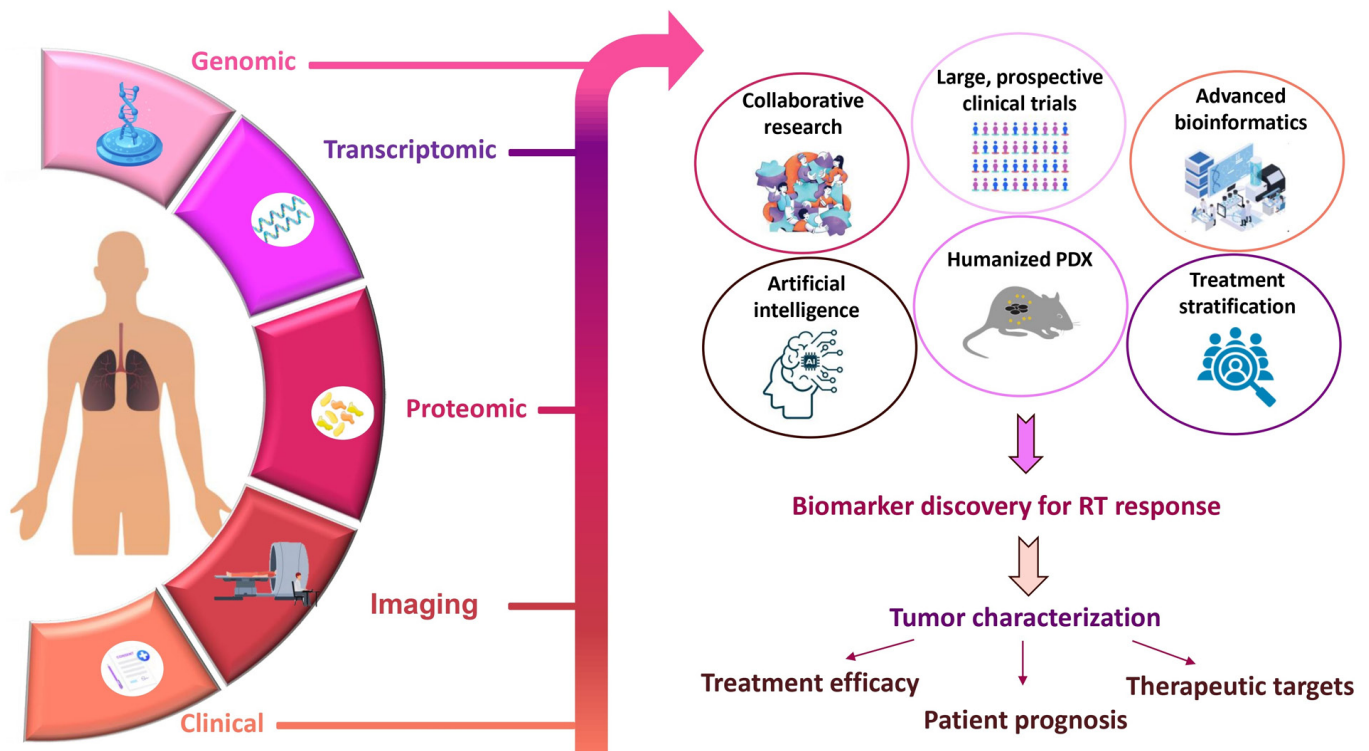 Genomic
Transcriptomic
Proteomic
Imaging
Clinical
Collaborative
research
Large, prospective
clinical trials
Advanced
bioinformatics
Artificial
intelligence
AI
Humanized PDX
Treatment
stratification
Biomarker discovery for RT response
Tumor characterization
Treatment efficacy
Patient prognosis
Therapeutic targets